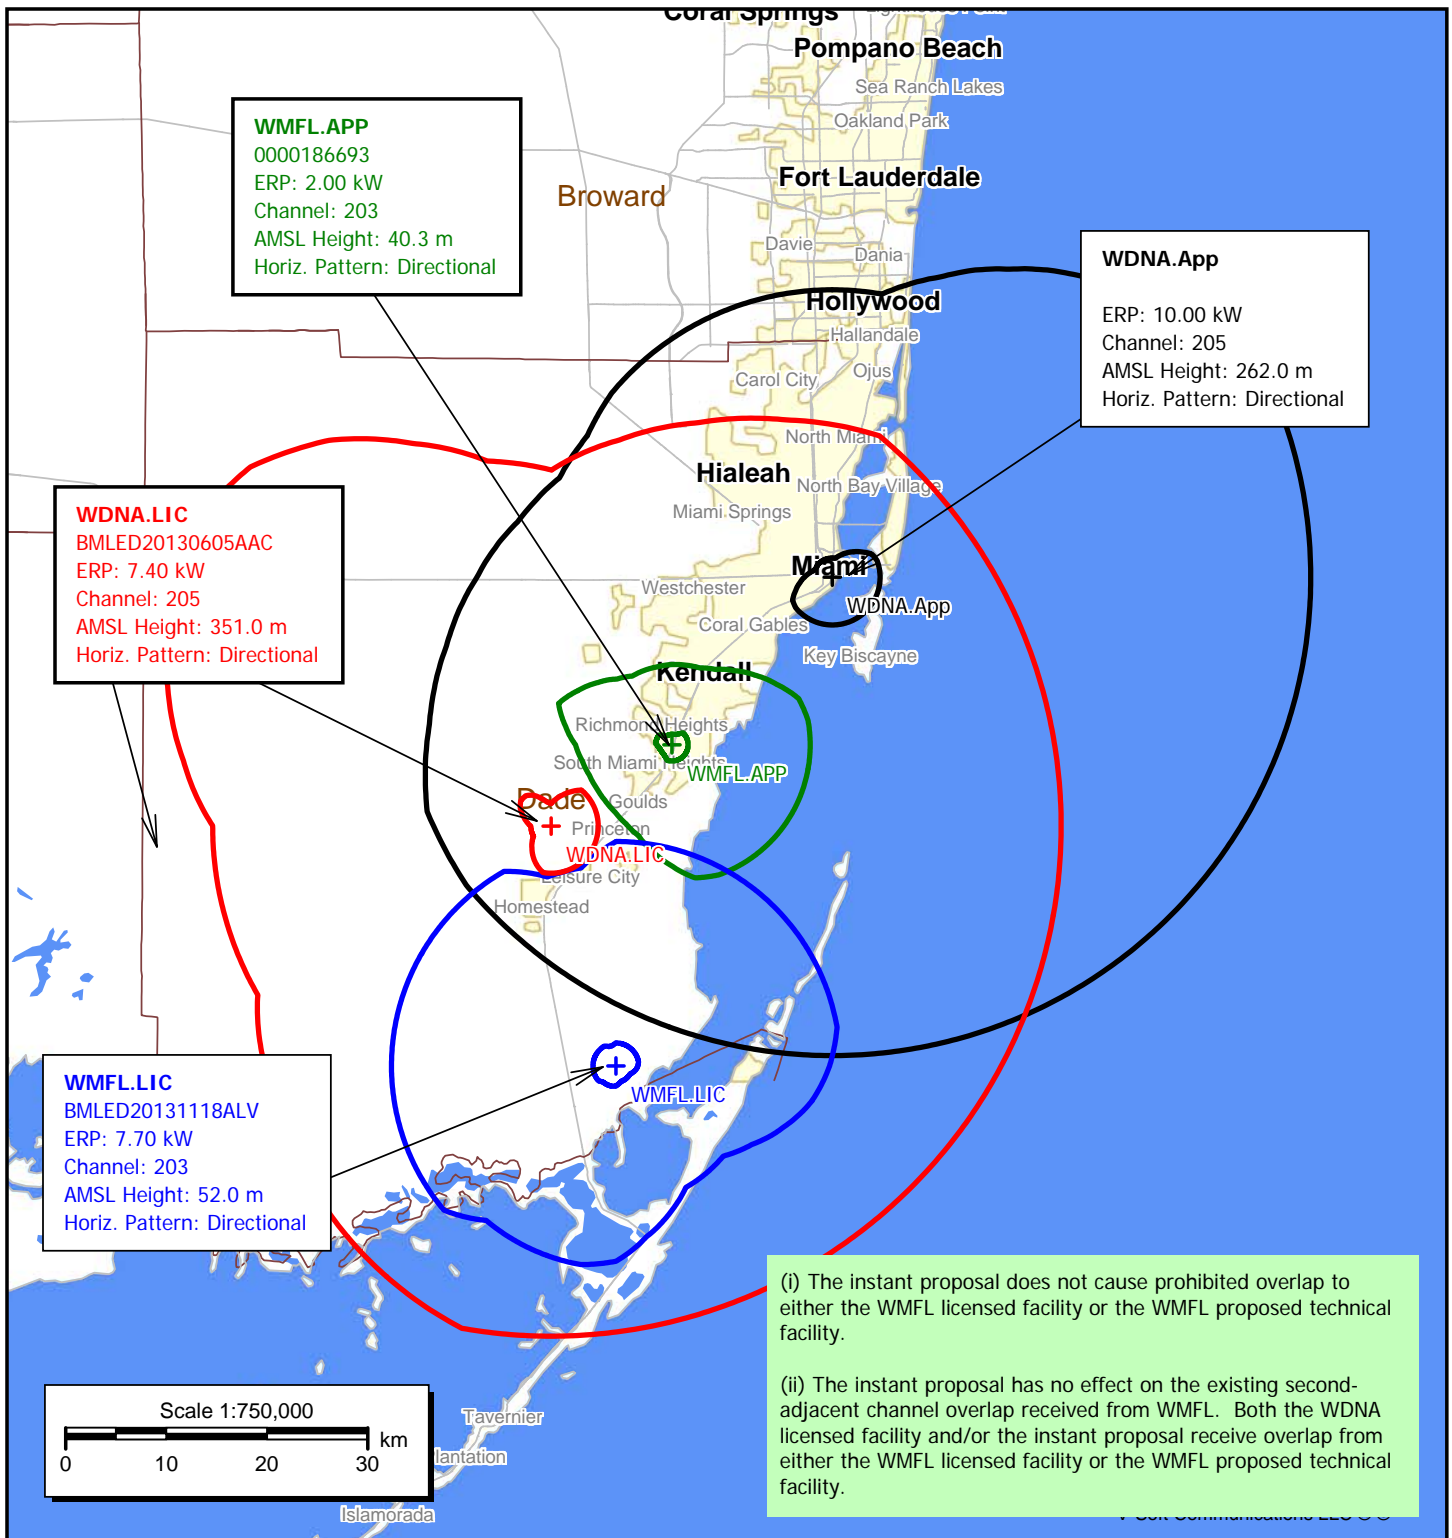 Coral Springs
Pompano Beach
Sea Ranch Lakes
Oakland Park
WMFL.APP
0000186693
ERP: 2.00 kW
Channel: 203
AMSL Height: 40.3 m
Horiz. Pattern: Directional
Broward
Fort Lauderdale
Davie
Dania
WDNA.App
ERP: 10.00 kW
Channel: 205
AMSL Height: 262.0 m
Horiz. Pattern: Directional
Hollywood
Hallandale
Carol City
Ojus
North Miami
Hialeah
North Bay Village
Miami Springs
WDNA.LIC
BMLED20130605AAC
ERP: 7.40 kW
Channel: 205
AMSL Height: 351.0 m
Horiz. Pattern: Directional
Miami
Westchester
WDNA.App
Coral Gables
Key Biscayne
Kendall
Richmond Heights
South Miami Heights
WMFL.APP
Dade
Goulds
Princeton
WDNA.LIC
Leisure City
Homestead
WMFL.LIC
BMLED20131118ALV
ERP: 7.70 kW
Channel: 203
AMSL Height: 52.0 m
Horiz. Pattern: Directional
WMFL.LIC
(i) The instant proposal does not cause prohibited overlap to
either the WMFL licensed facility or the WMFL proposed technical
facility.
(ii) The instant proposal has no effect on the existing second-
adjacent channel overlap received from WMFL. Both the WDNA
licensed facility and/or the instant proposal receive overlap from
either the WMFL licensed facility or the WMFL proposed technical
facility.
Scale 1:750,000
km
0 10 20 30
Tavernier
lantation
Islamorada